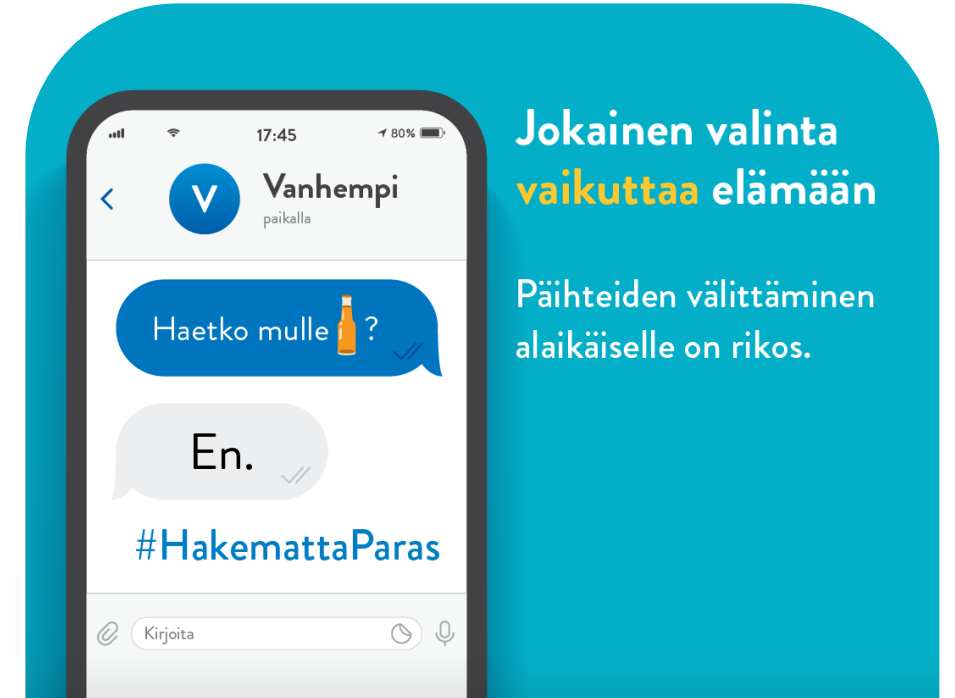 17:45
80%
V
Vanhempi
paikalla
Haetko mulle ?
En.
#HakemattaParas
Kirjoita
Jokainen valinta
vaikuttaa elämään
Päihteiden välittäminen
alaikäiselle on rikos.